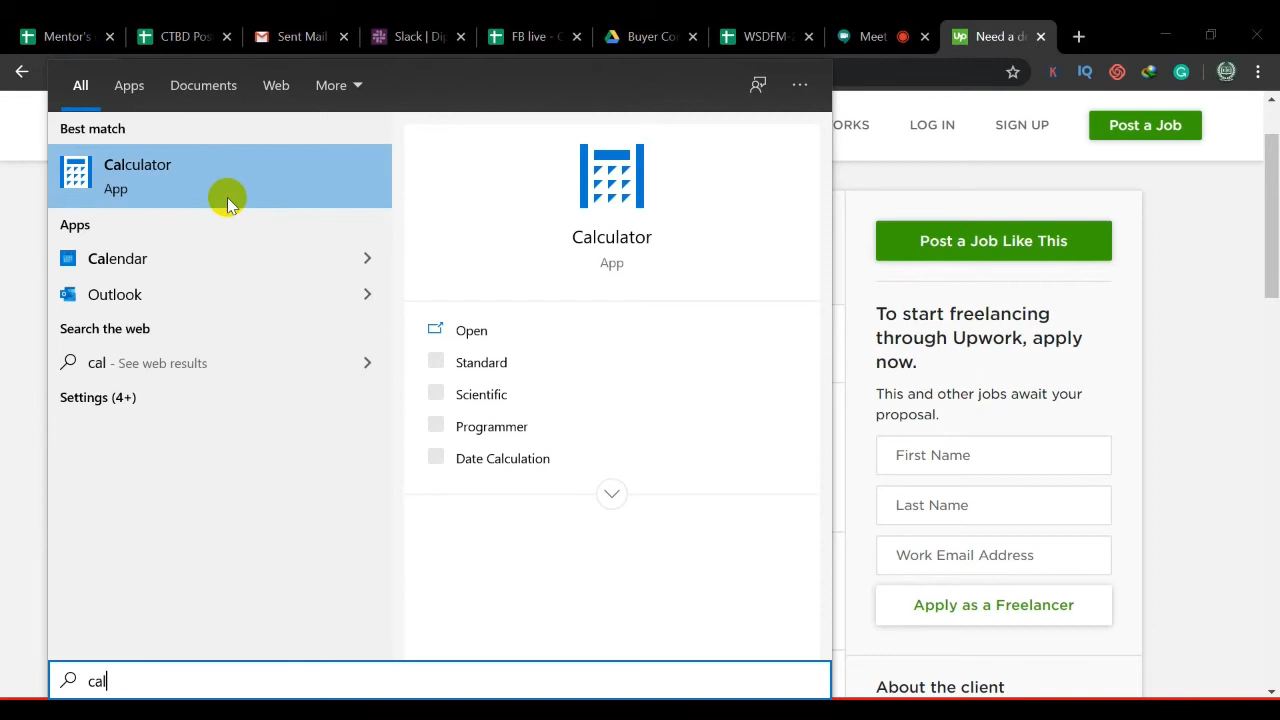 Mentor's
CTBD Pos
Sent Mail
Slack | Di
FB live - C
Buyer Co
WSDFM-
Meet
Need a d
All
Apps
Documents
Web
More
ORKS
LOG IN
SIGN UP
Post a Job
Best match
Calculator
App
Apps
Calendar
Outlook
Search the web
cal - See web results
Settings (4+)
Calculator
App
Open
Standard
Scientific
Programmer
Date Calculation
Post a Job Like This
To start freelancing
through Upwork, apply
now.
This and other jobs await your
proposal.
First Name
Last Name
Work Email Address
Apply as a Freelancer
About the client
cal